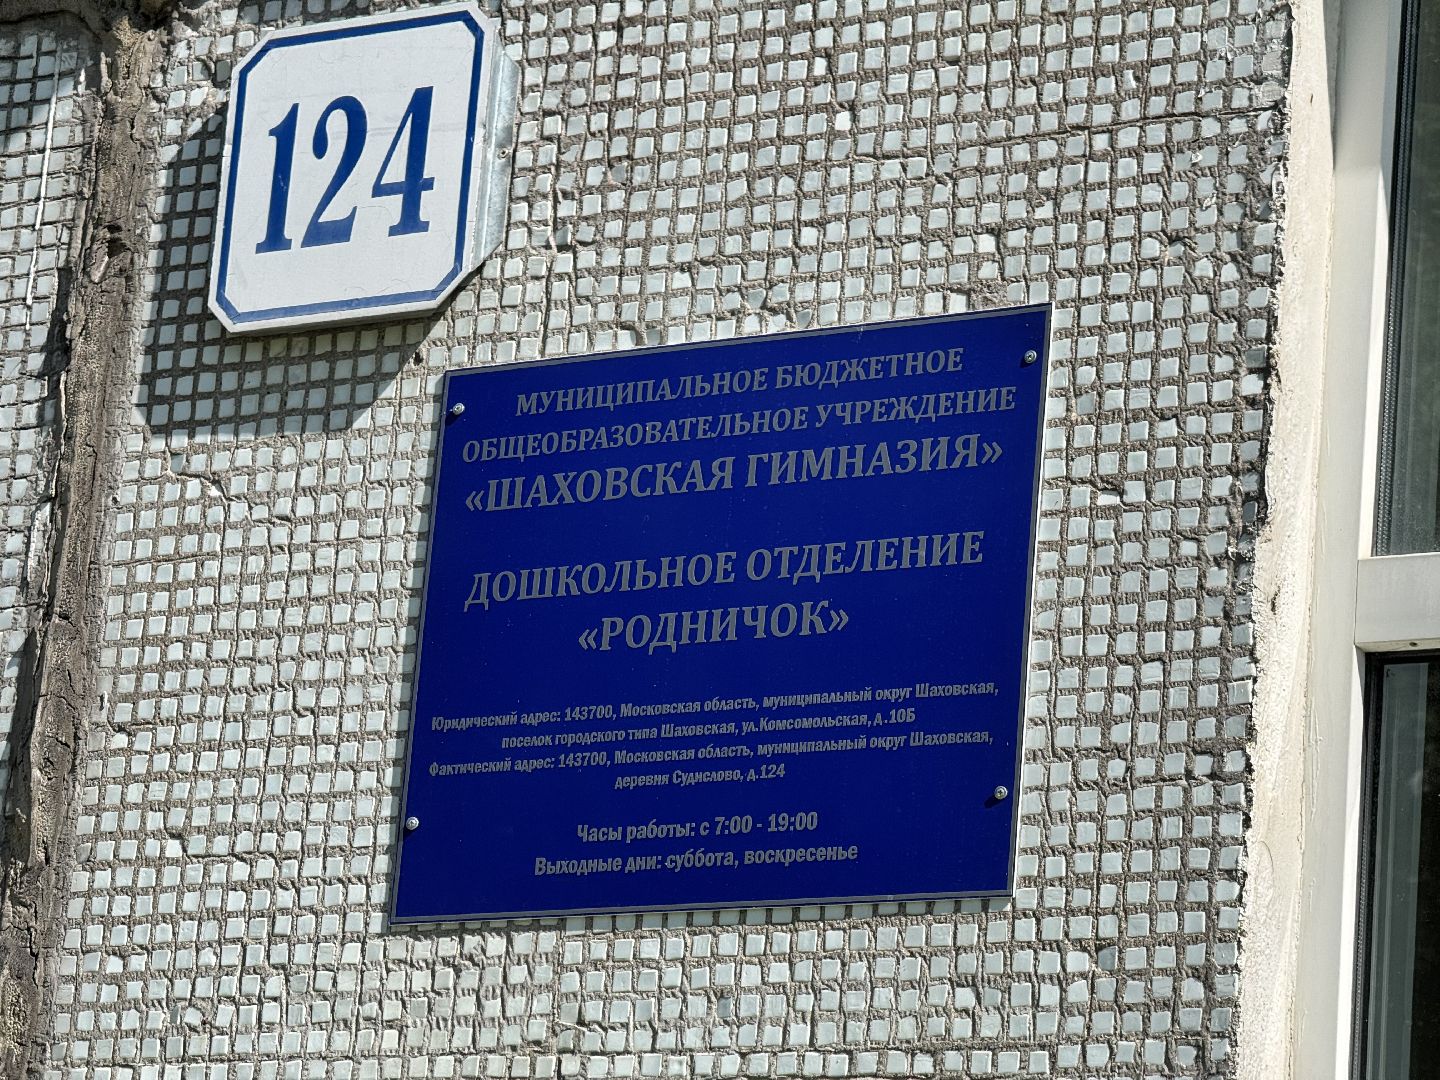 124
МУНИЦИПАЛЬНОЕ БЮДЖЕТНОЕ
ОБЩЕОБРАЗОВАТЕЛЬНОЕ УЧРЕЖДЕНИЕ
«ШАХОВСКАЯ ГИМНАЗИЯ»
ДОШКОЛЬНОЕ ОТДЕЛЕНИЕ
«РОДНИЧОК»
Юридический адрес: 143700, Московская область, муниципальный округ Шаховская,
поселок городского типа Шаховская, ул.Комсомольская, д.10Б
Фактический адрес: 143700, Московская область, муниципальный округ Шаховская,
деревня Судислово, д.124
Часы работы: с 7:00 - 19:00
Выходные дни: суббота, воскресенье